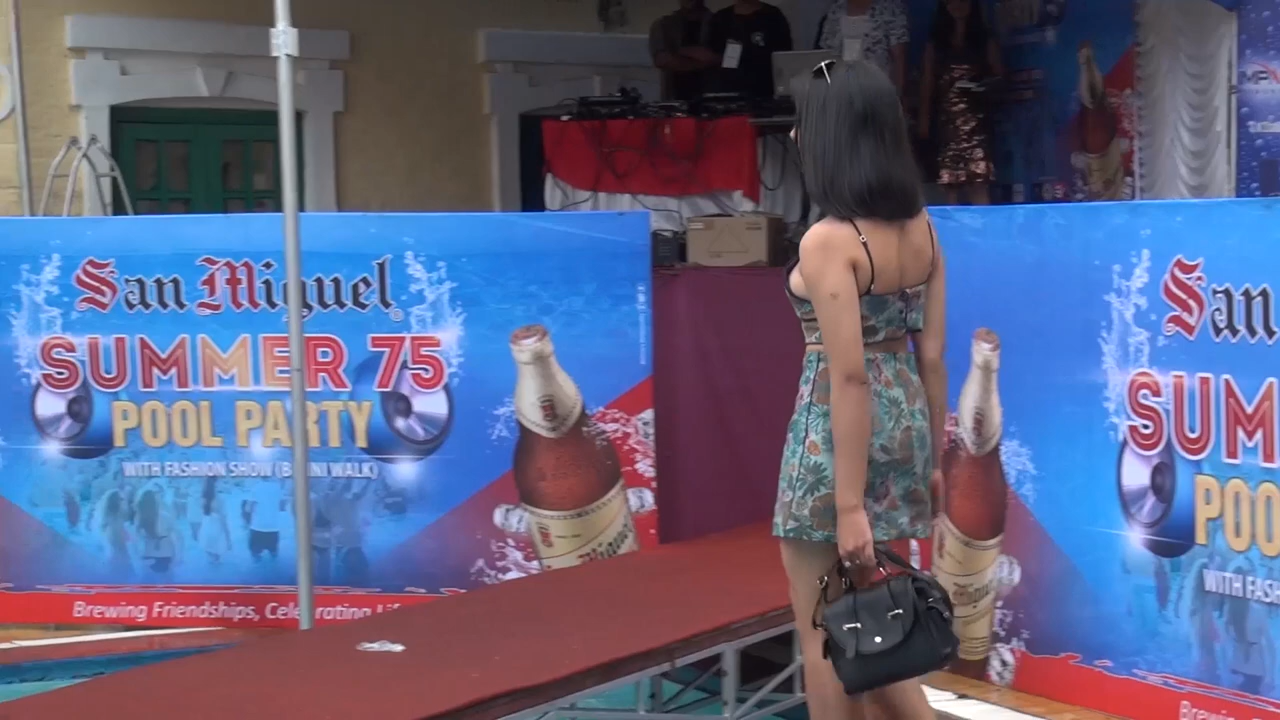 San Miguel
SUMMER 75
POOL PARTY
WITH FASHION SHOW (BIKINI WALK)
Brewing Friendships, Celebrating
San
SUM
POO
WITH FASH
Brewing